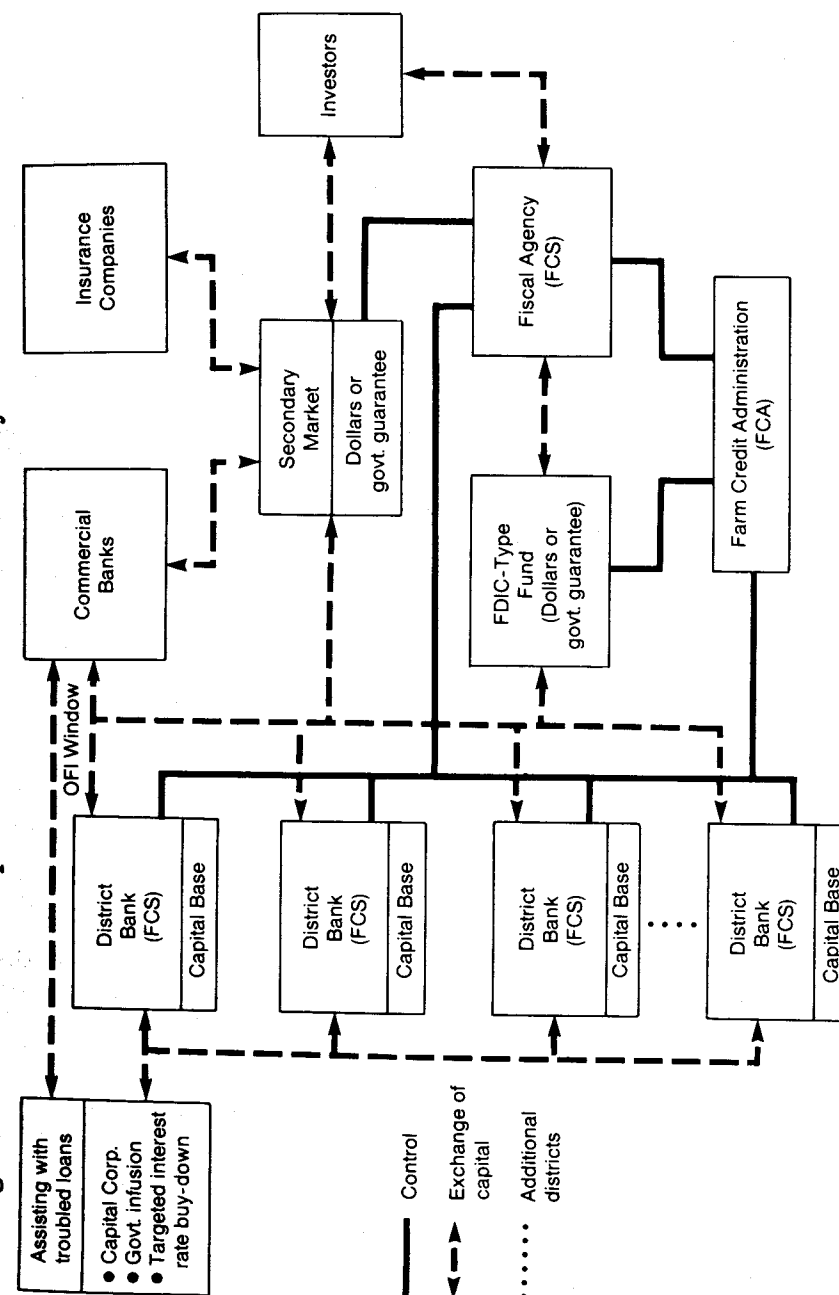 Insurance
Companies
Investors
Commercial
Banks
Secondary
Market
Dollars or
govt. guarantee
Fiscal Agency
(FCS)
FDIC-Type
Fund
(Dollars or
govt. guarantee)
Farm Credit Administration
(FCA)
OFI Window
District
Bank
(FCS)
Capital Base
District
Bank
(FCS)
Capital Base
District
Bank
(FCS)
Capital Base
District
Bank
(FCS)
Capital Base
Assisting with
troubled loans
● Capital Corp.
● Govt. infusion
● Targeted interest
rate buy-down
Control
Exchange of
capital
Additional
districts